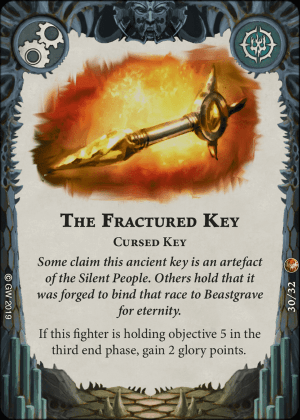 The Fractured Key
Cursed Key
Some claim this ancient key is an artefact
of the Silent People. Others hold that it
was forged to bind that race to Beastgrave
for eternity.
If this fighter is holding objective 5 in the
third end phase, gain 2 glory points.
© GW 2019
30/32